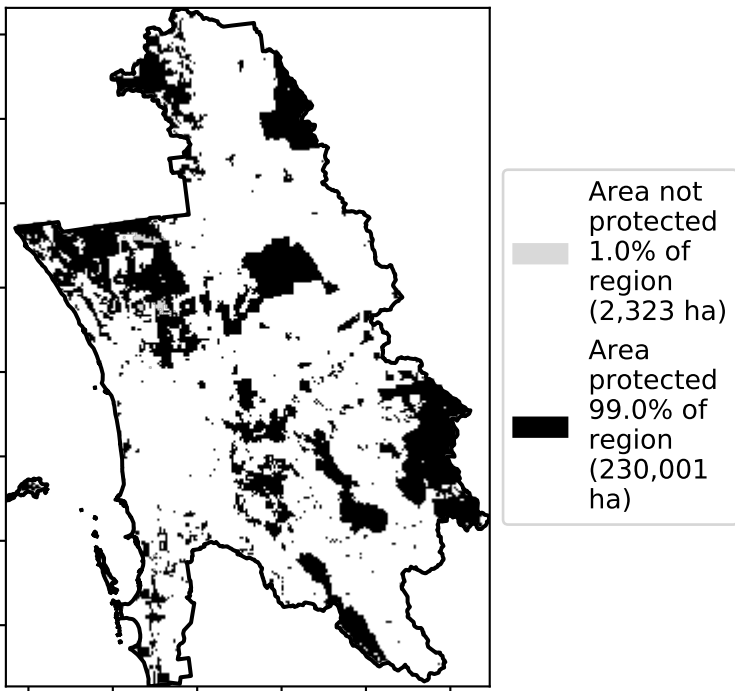 Area not
protected
1.0% of
region
(2,323 ha)
Area
protected
99.0% of
region
(230,001
ha)